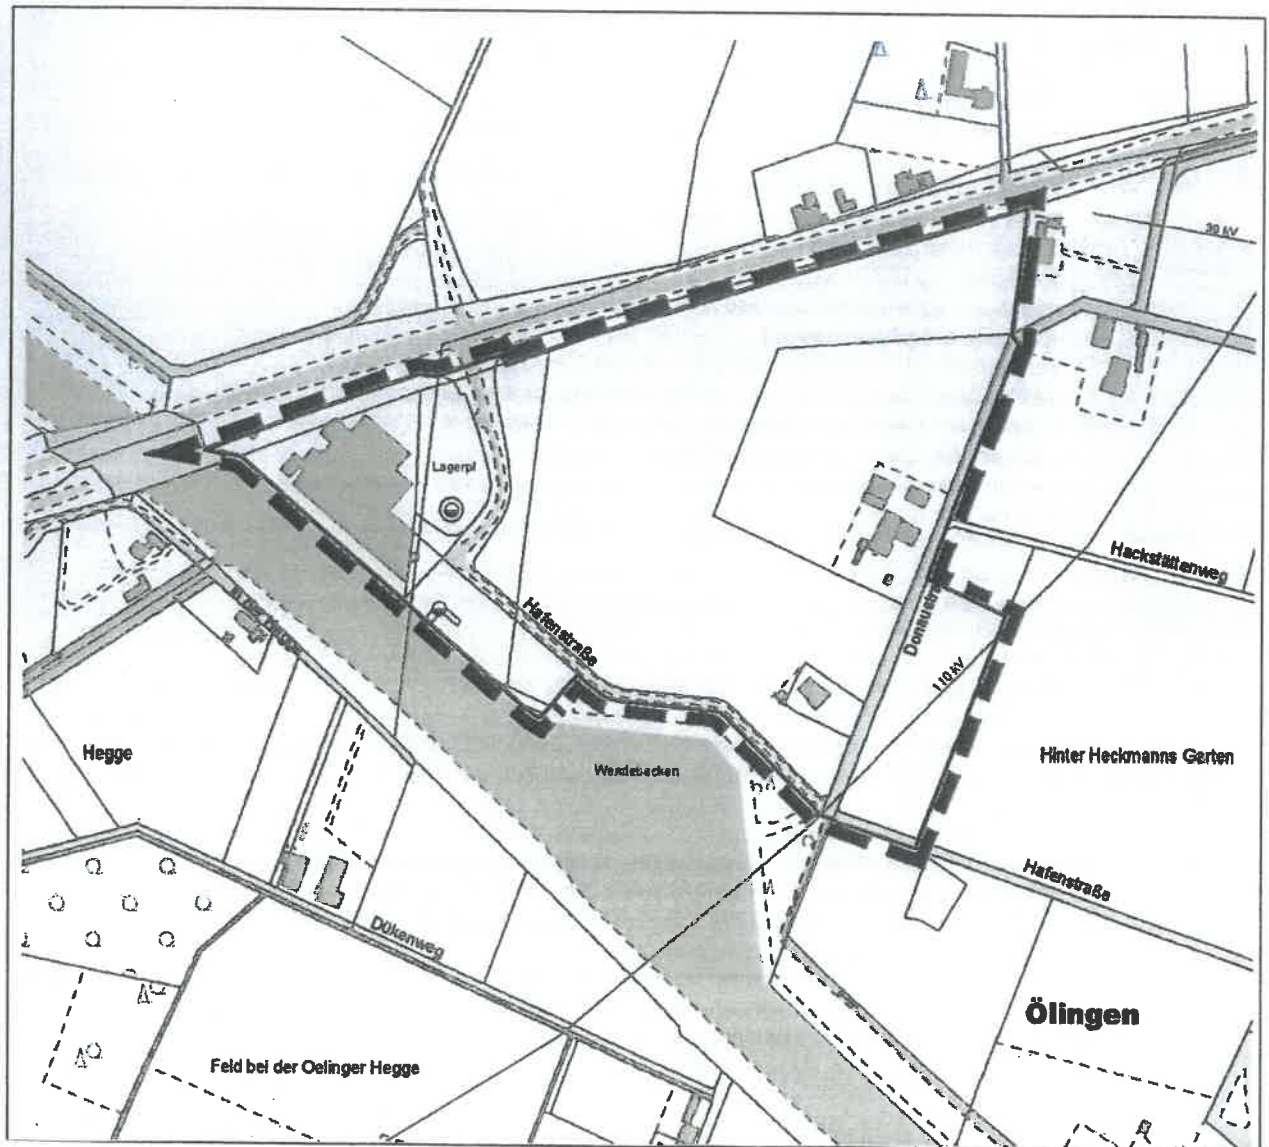 30 kV
Lagerpl
Hackstättenweg
Hafenstraße
Donaustraße
110 kV
Hegge
Wendebecken
Hinter Heckmanns Garten
Hafenstraße
Dükenweg
Ölingen
Feld bei der Oelinger Hegge